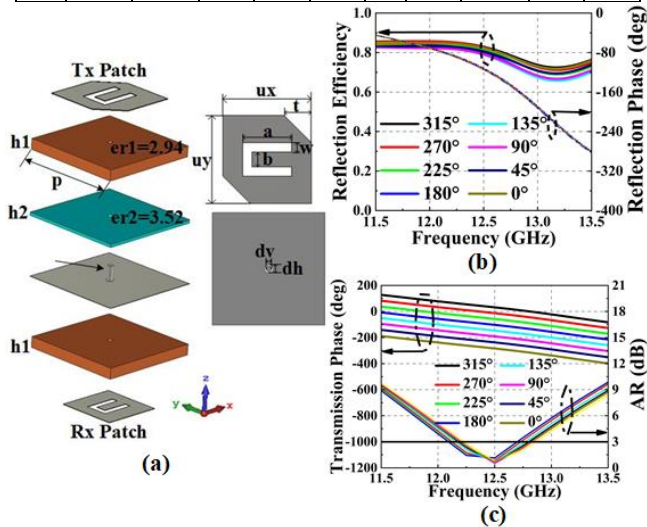 Tx Patch
h1
er1=2.94
p
h2
er2=3.52
h1
Rx Patch
z
y
x
(a)
ux
t
uy
a
w
b
dv
dh
1.0
0.8
0.6
0.4
0.2
0.0
Reflection Efficiency
0
-80
-160
-240
-320
-400
Reflection Phase (deg)
315° 135°
270° 90°
225° 45°
180° 0°
11.5 12.0 12.5 13.0 13.5
Frequency (GHz)
(b)
200
0
-200
-400
-600
-800
-1000
-1200
Transmission Phase (deg)
21
18
15
12
9
6
3
0
AR (dB)
315° 135°
270° 90°
225° 45°
180° 0°
11.5 12.0 12.5 13.0 13.5
Frequency (GHz)
(c)